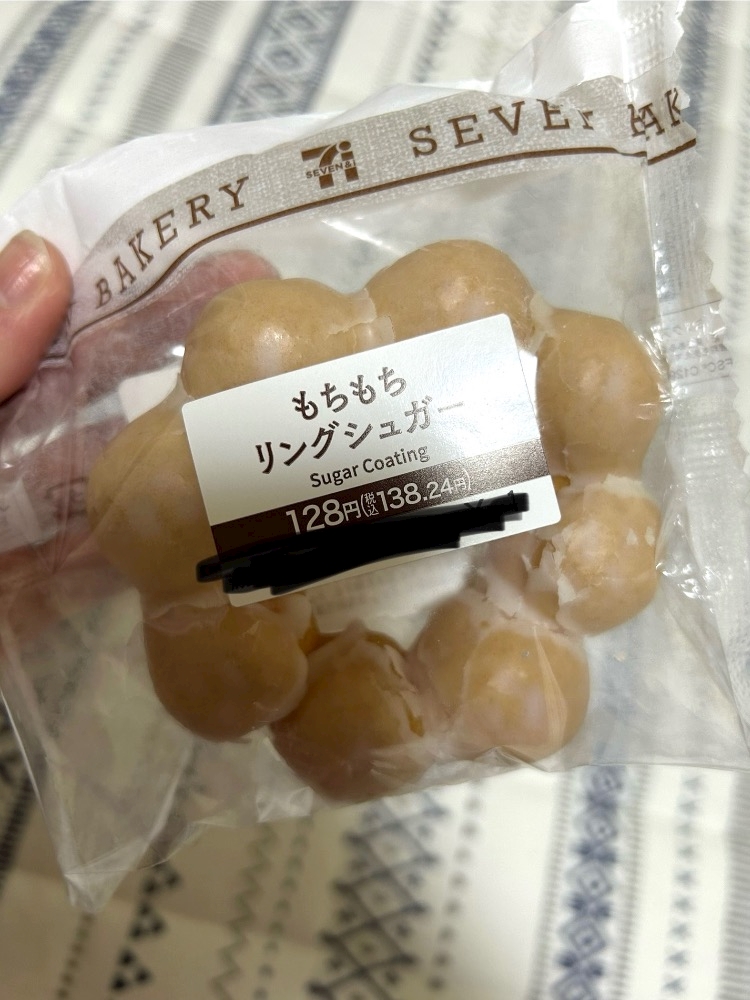 BAKERY
SEVEN&i
SEVEN
もちもち
リングシュガー
Sugar Coating
128円(税込138.24円)